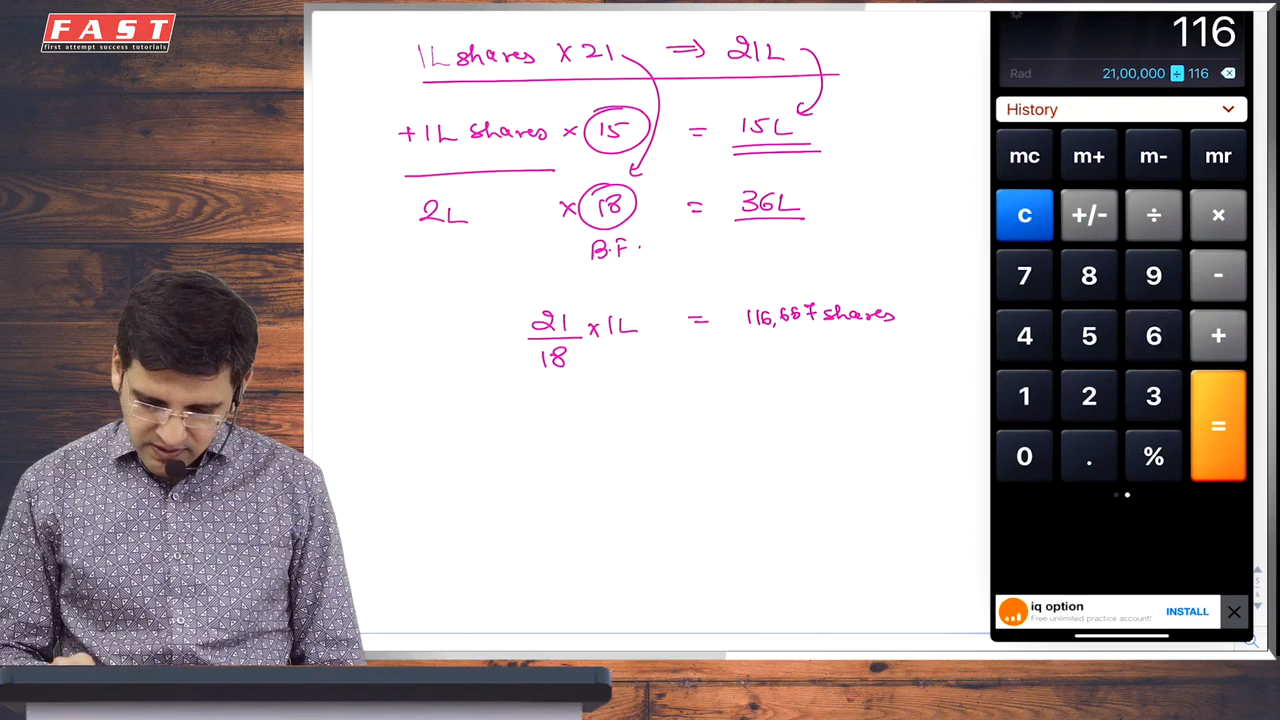 FAST
first attempt success tutorials
1L shares × 21 ⇒ 21L
+1L shares × 15 = 15L
2L × 18 = 36L
B.F.
21/18 × 1L = 116,667 shares
116
Rad 21,00,000 ÷ 116
History
mc m+ m- mr
c +/- ÷ ×
7 8 9 -
4 5 6 +
1 2 3 =
0 . %
iq option
Free unlimited practice account!
INSTALL